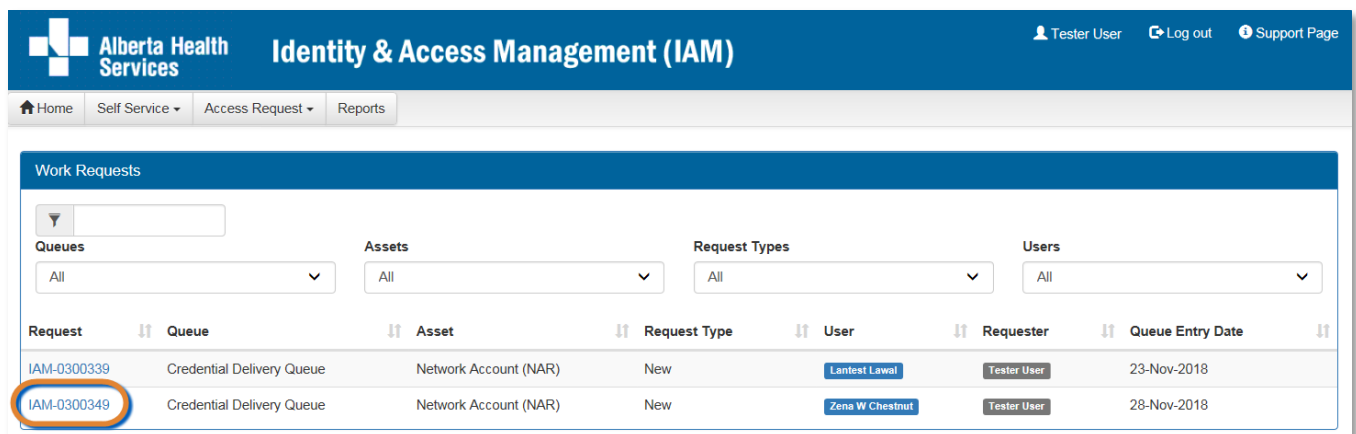 Alberta Health
Services
Identity & Access Management (IAM)
Tester User Log out Support Page
Home Self Service Access Request Reports
Work Requests
Queues Assets Request Types Users
All All All All
Request Queue Asset Request Type User Requester Queue Entry Date
IAM-0300339 Credential Delivery Queue Network Account (NAR) New Lantest Lawal Tester User 23-Nov-2018
IAM-0300349 Credential Delivery Queue Network Account (NAR) New Zena W Chestnut Tester User 28-Nov-2018